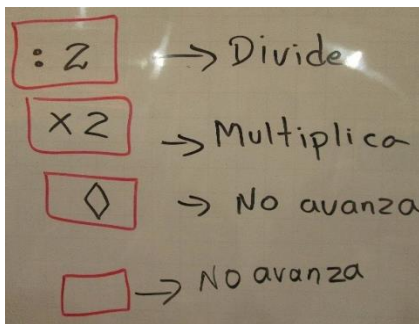 : 2 → Divide
x 2 → Multiplica
◊ → No avanza
→ No avanza